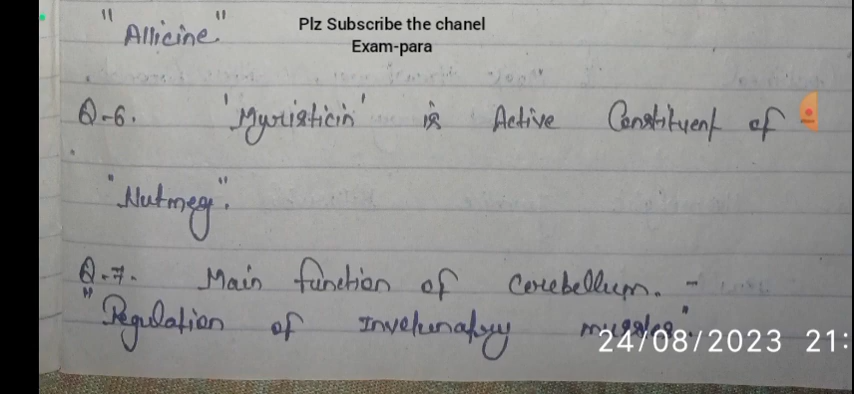 "Allicine"
Plz Subscribe the chanel
Exam-para
Q-6. 'Myristicin' is Active Constituent of
"Nutmeg".
Q.7. Main function of Cerebellum. -
"Regulation of Involunatory muscles".
24/08/2023 21: